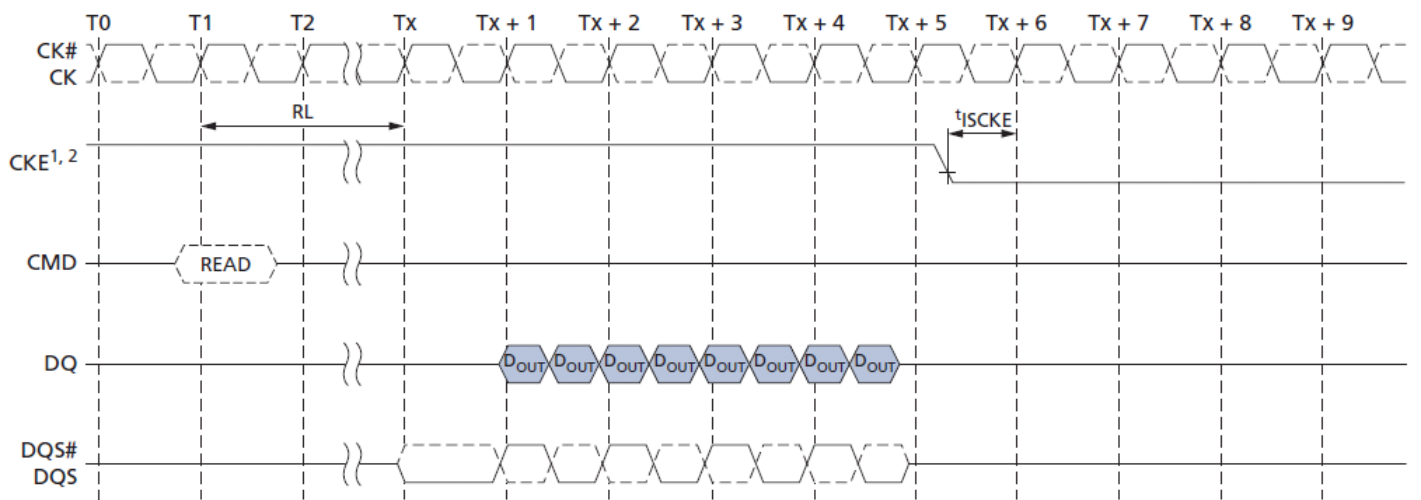 T0 T1 T2 Tx Tx + 1 Tx + 2 Tx + 3 Tx + 4 Tx + 5 Tx + 6 Tx + 7 Tx + 8 Tx + 9
CK#
CK
RL
tISCKE
CKE1, 2
CMD READ
DQ DOUT DOUT DOUT DOUT DOUT DOUT DOUT DOUT
DQS#
DQS